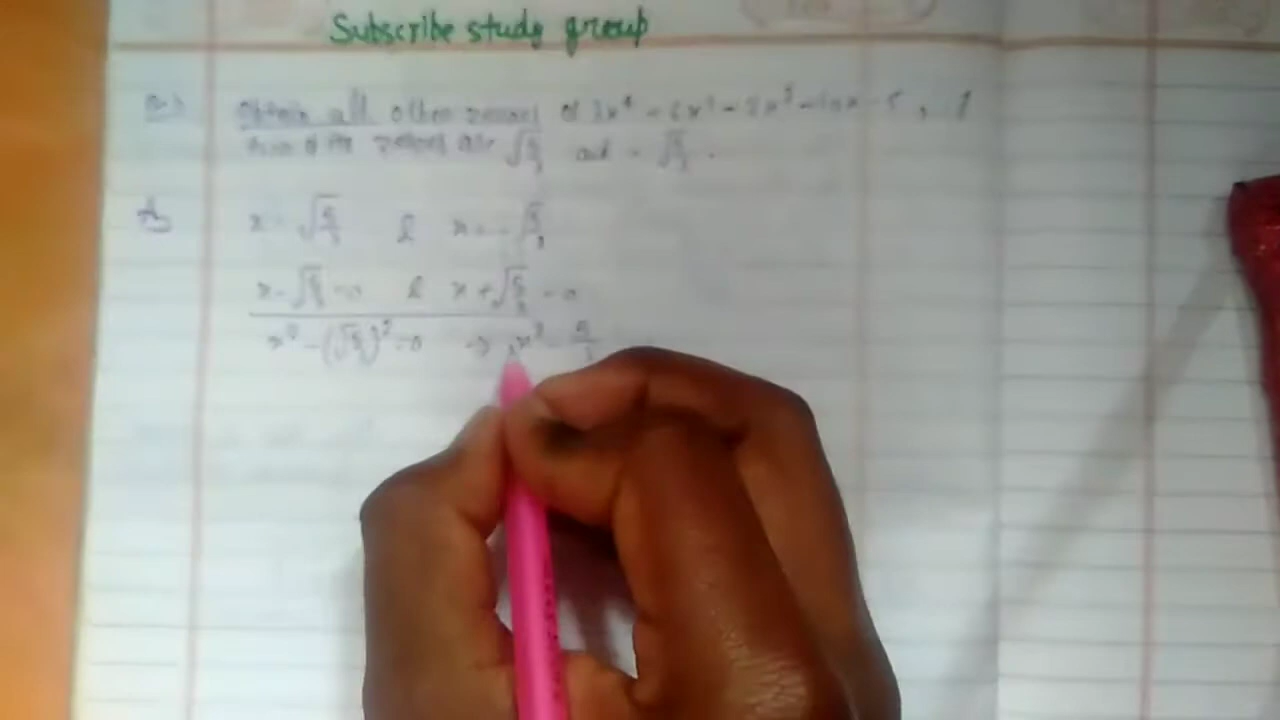 Subscribe study group
Obtain all other zeroes of 3x⁴ - 6x³ - 2x² - 10x - 5, if
two of its zeroes are √5/3 and - √5/3.
x = √5/3 & x = - √5/3
x - √5/3 = 0 & x + √5/3 = 0
x² - (√5/3)² = 0 ⇒ x² - 5/3